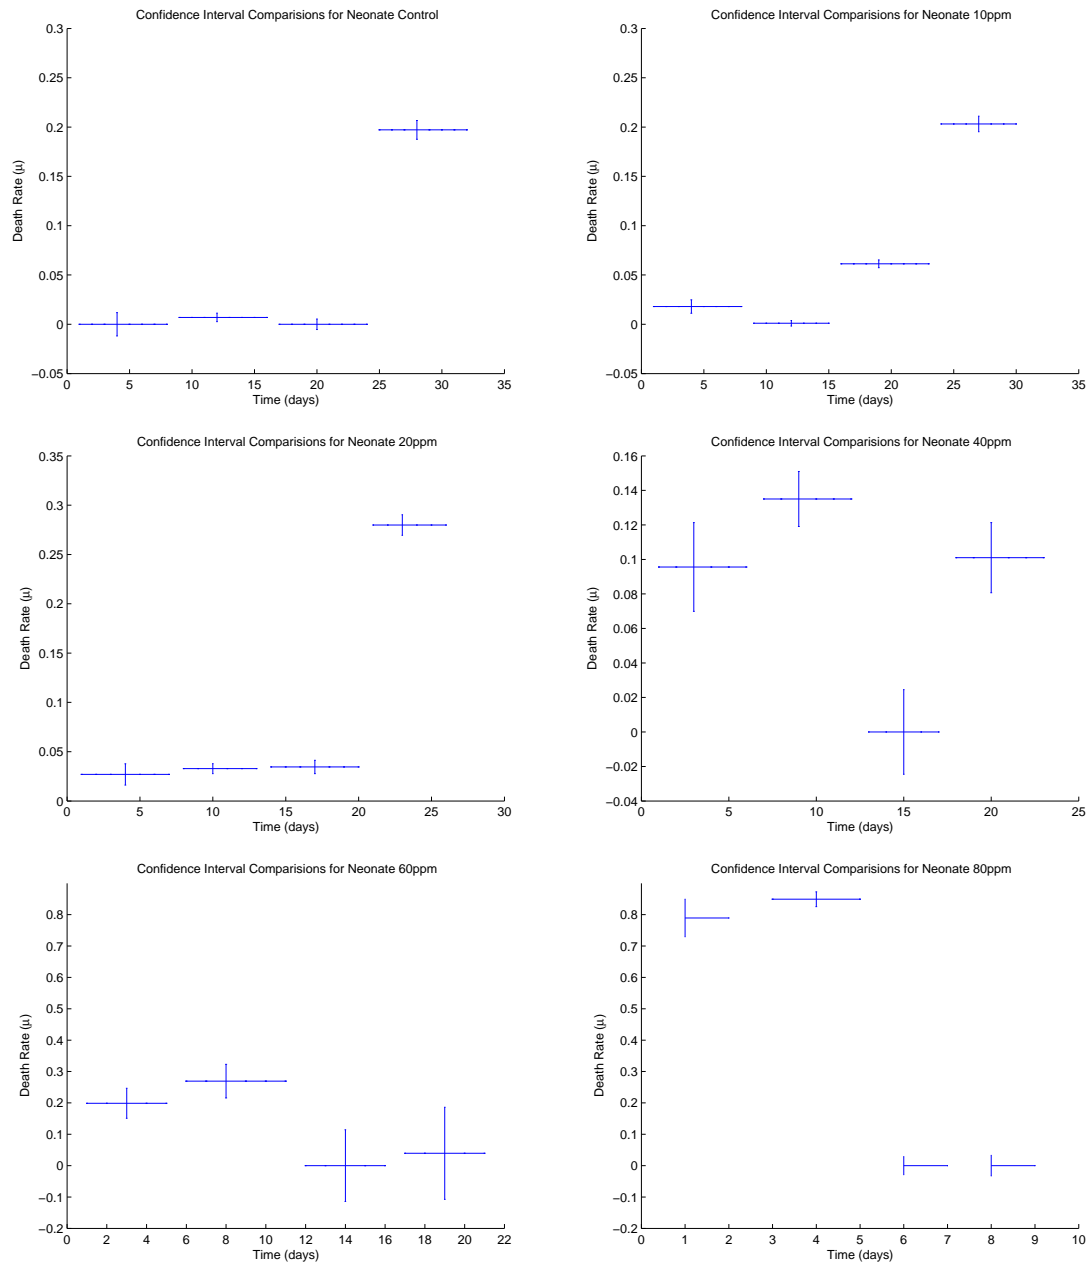 Confidence Interval Comparisions for Neonate Control
0.3
0.25
0.2
0.15
0.1
0.05
0
−0.05
Death Rate (μ)
0 5 10 15 20 25 30 35
Time (days)
Confidence Interval Comparisions for Neonate 10ppm
0.3
0.25
0.2
0.15
0.1
0.05
0
−0.05
Death Rate (μ)
0 5 10 15 20 25 30 35
Time (days)
Confidence Interval Comparisions for Neonate 20ppm
0.35
0.3
0.25
0.2
0.15
0.1
0.05
0
Death Rate (μ)
0 5 10 15 20 25 30
Time (days)
Confidence Interval Comparisions for Neonate 40ppm
0.16
0.14
0.12
0.1
0.08
0.06
0.04
0.02
0
−0.02
−0.04
Death Rate (μ)
0 5 10 15 20 25
Time (days)
Confidence Interval Comparisions for Neonate 60ppm
0.8
0.7
0.6
0.5
0.4
0.3
0.2
0.1
0
−0.1
−0.2
Death Rate (μ)
0 2 4 6 8 10 12 14 16 18 20 22
Time (days)
Confidence Interval Comparisions for Neonate 80ppm
0.8
0.7
0.6
0.5
0.4
0.3
0.2
0.1
0
−0.1
−0.2
Death Rate (μ)
0 1 2 3 4 5 6 7 8 9 10
Time (days)